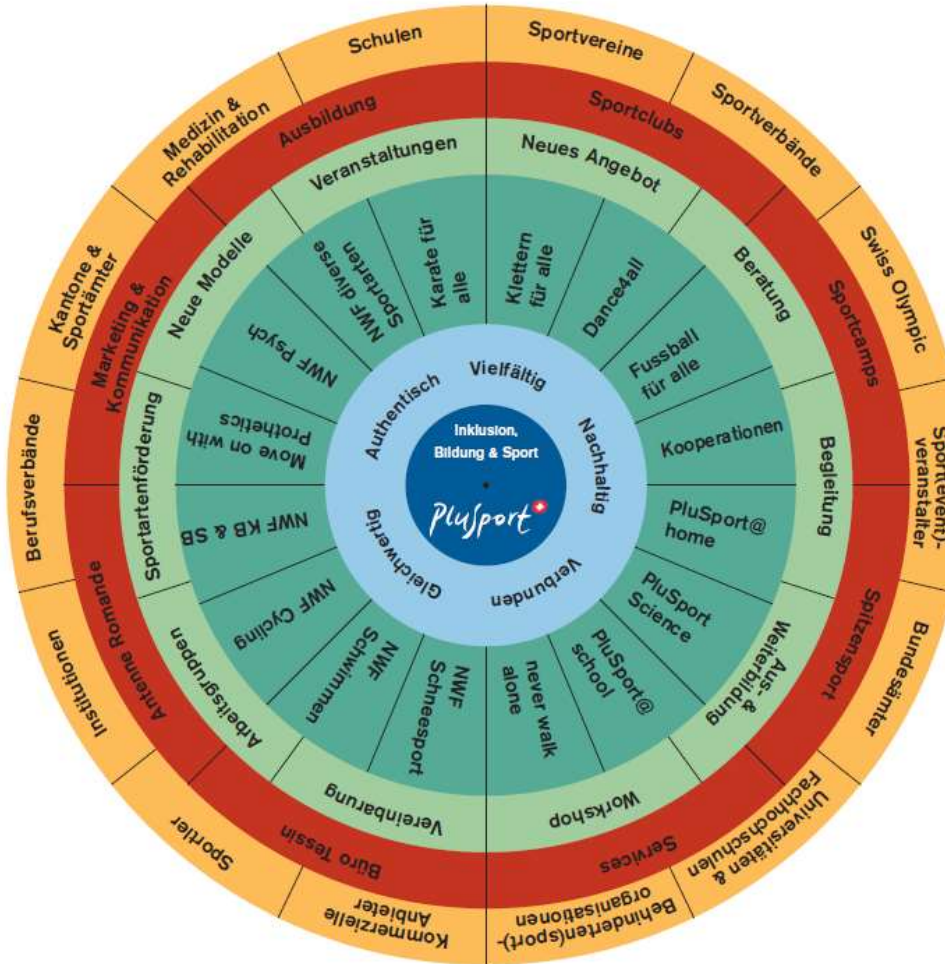 Sportvereine
Sportverbände
Swiss Olympic
Sport(event)-
veranstalter
Bundesämter
Universitäten &
Fachhochschulen
Behinderten(sport)-
organisationen
Kommerzielle
Anbieter
Sportler
Institutionen
Berufsverbände
Kantone &
Sportämter
Medizin &
Rehabilitation
Schulen
Sportclubs
Sportcamps
Spitzensport
Services
Büro Tessin
Antenne Romande
Marketing &
Kommunikation
Ausbildung
Neues Angebot
Beratung
Begleitung
Aus- &
Weiterbildung
Workshop
Vereinbarung
Arbeitsgruppen
Sportartenförderung
Neue Modelle
Veranstaltungen
Klettern
für alle
Dance4all
Fussball
für alle
Kooperationen
PluSport@
home
PluSport
Science
PluSport@
school
never walk
alone
NWF
Schneesport
NWF
Schwimmen
NWF Cycling
NWF KB & SB
Move on with
Prothetics
NWF Psych
NWF diverse
Sportarten
Karate für
alle
Vielfältig
Nachhaltig
Verbunden
Gleichwertig
Authentisch
Inklusion,
Bildung & Sport
PluSport